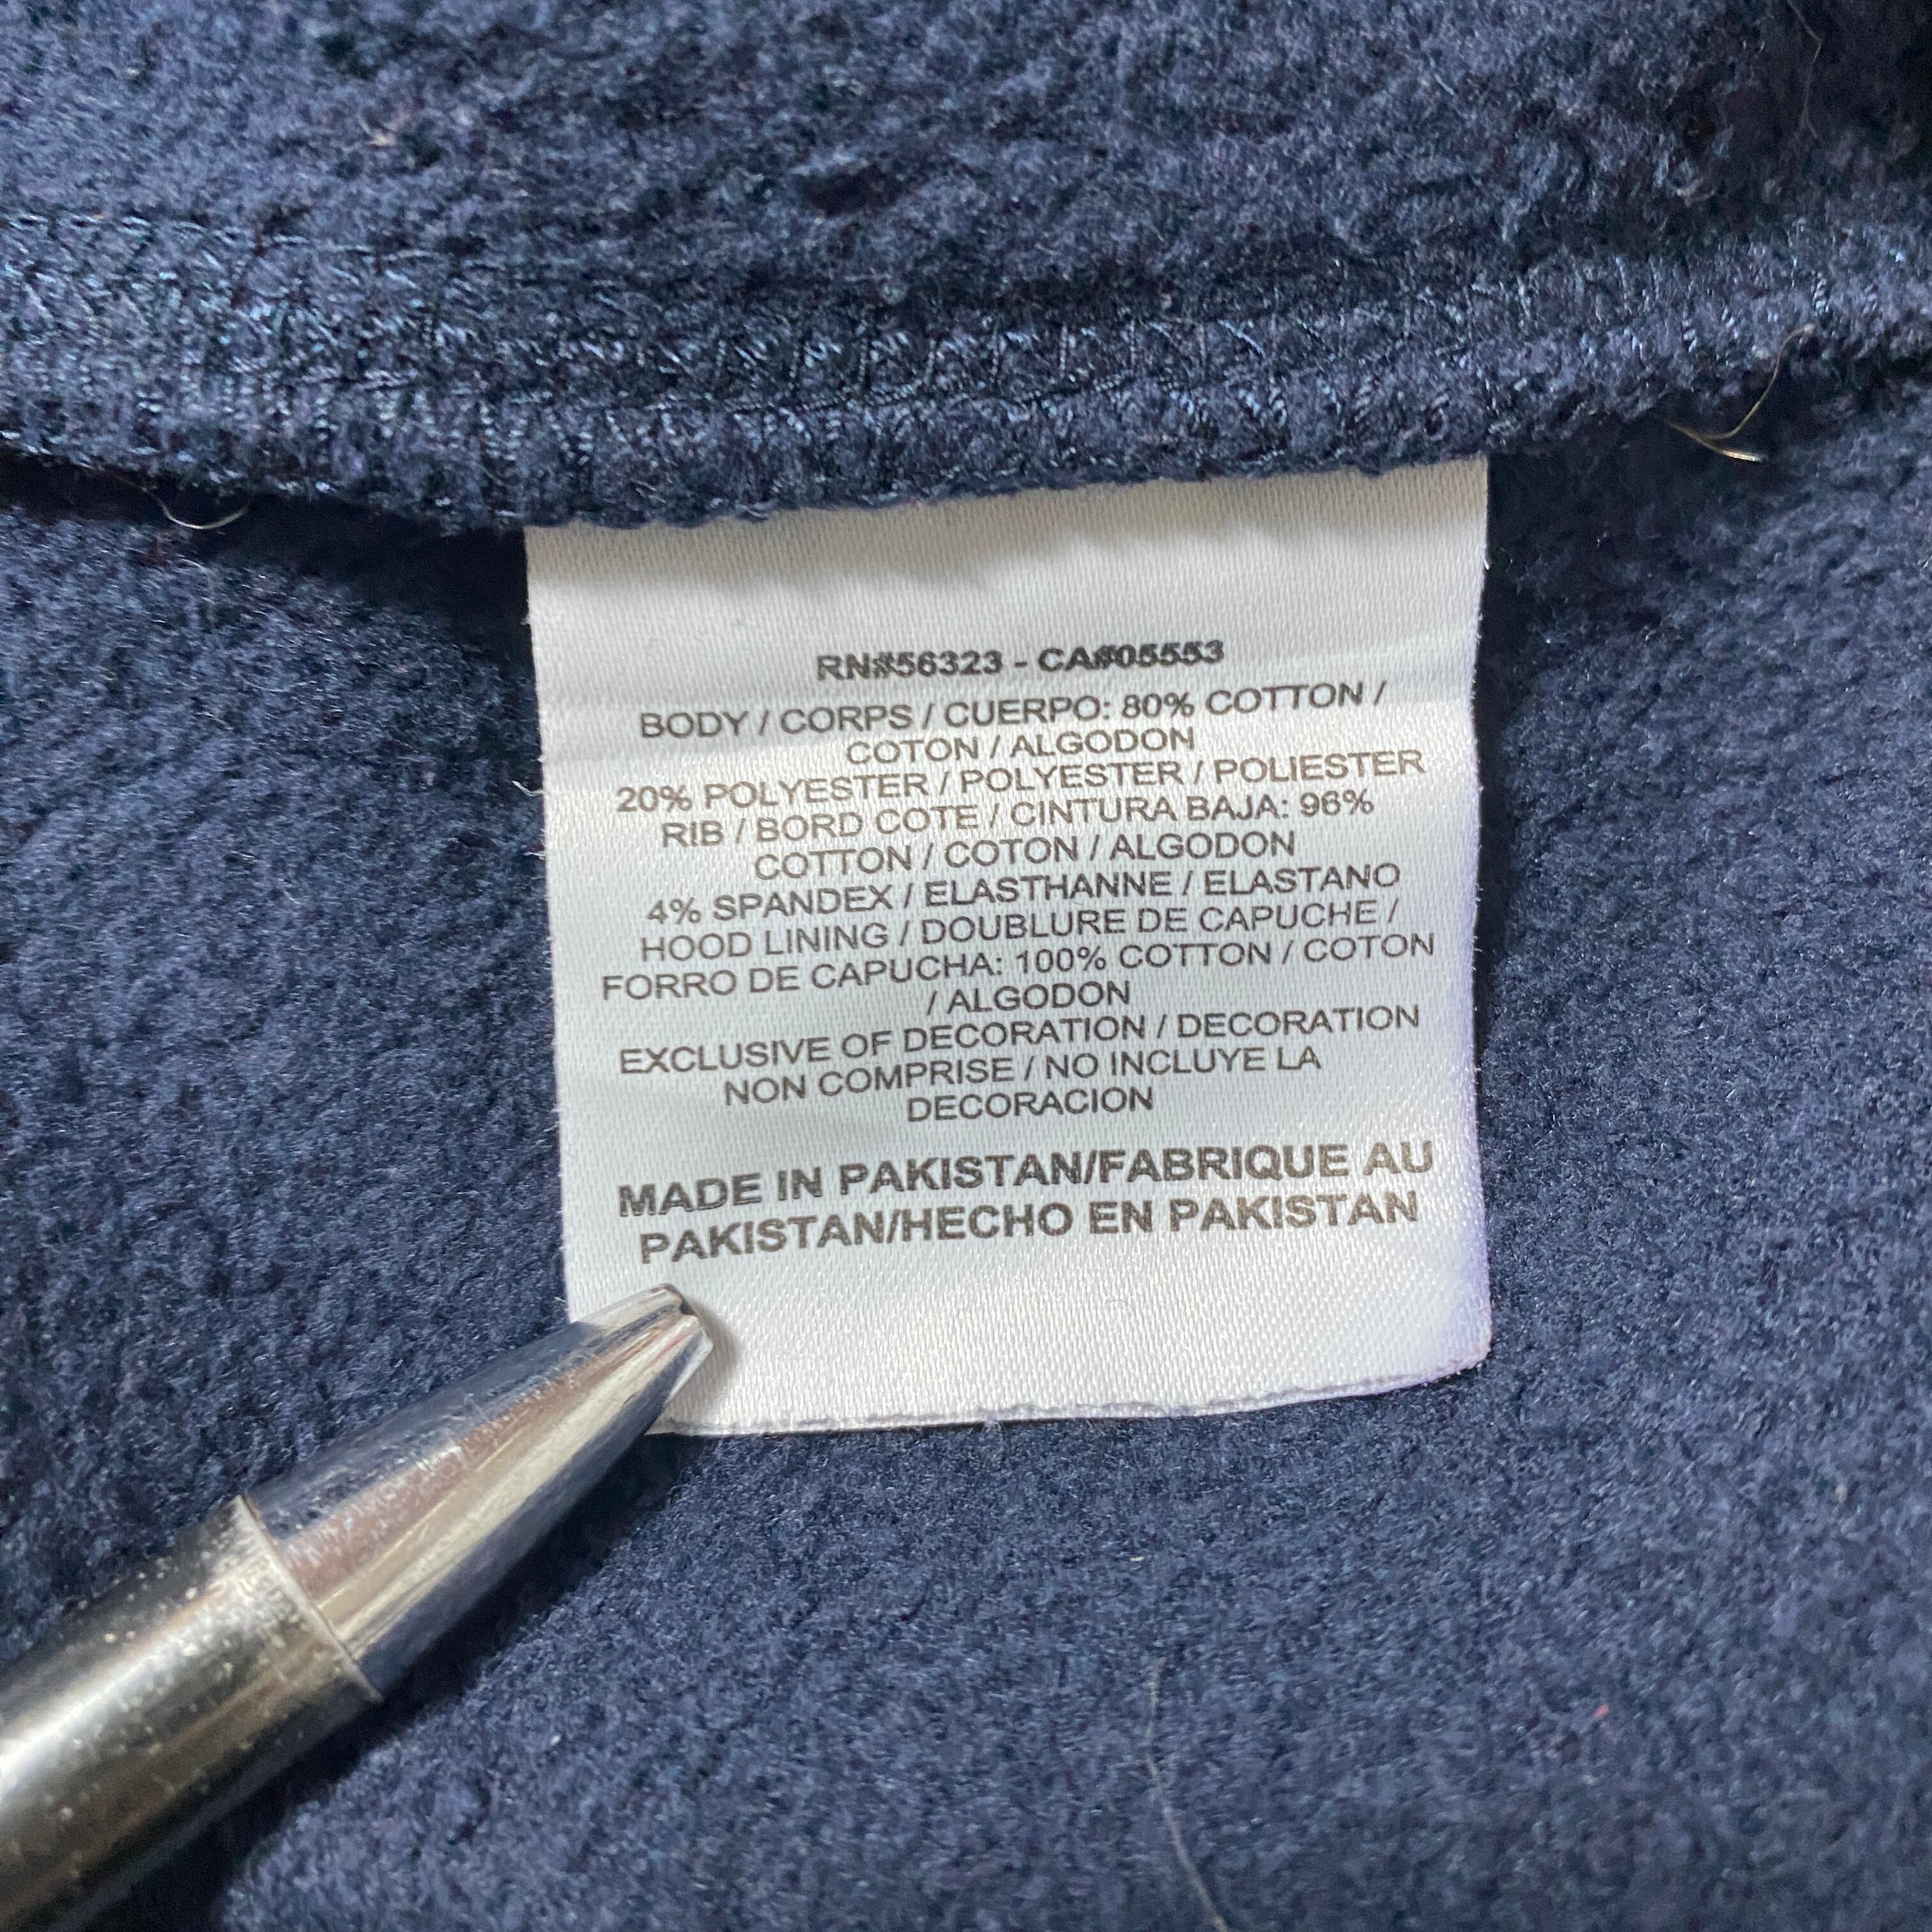 RN#56323 - CA#05553
BODY / CORPS / CUERPO: 80% COTTON /
COTON / ALGODON
20% POLYESTER / POLYESTER / POLIESTER
RIB / BORD COTE / CINTURA BAJA: 96%
COTTON / COTON / ALGODON
4% SPANDEX / ELASTHANNE / ELASTANO
HOOD LINING / DOUBLURE DE CAPUCHE /
FORRO DE CAPUCHA: 100% COTTON / COTON
/ ALGODON
EXCLUSIVE OF DECORATION / DECORATION
NON COMPRISE / NO INCLUYE LA
DECORACION
MADE IN PAKISTAN/FABRIQUE AU
PAKISTAN/HECHO EN PAKISTAN